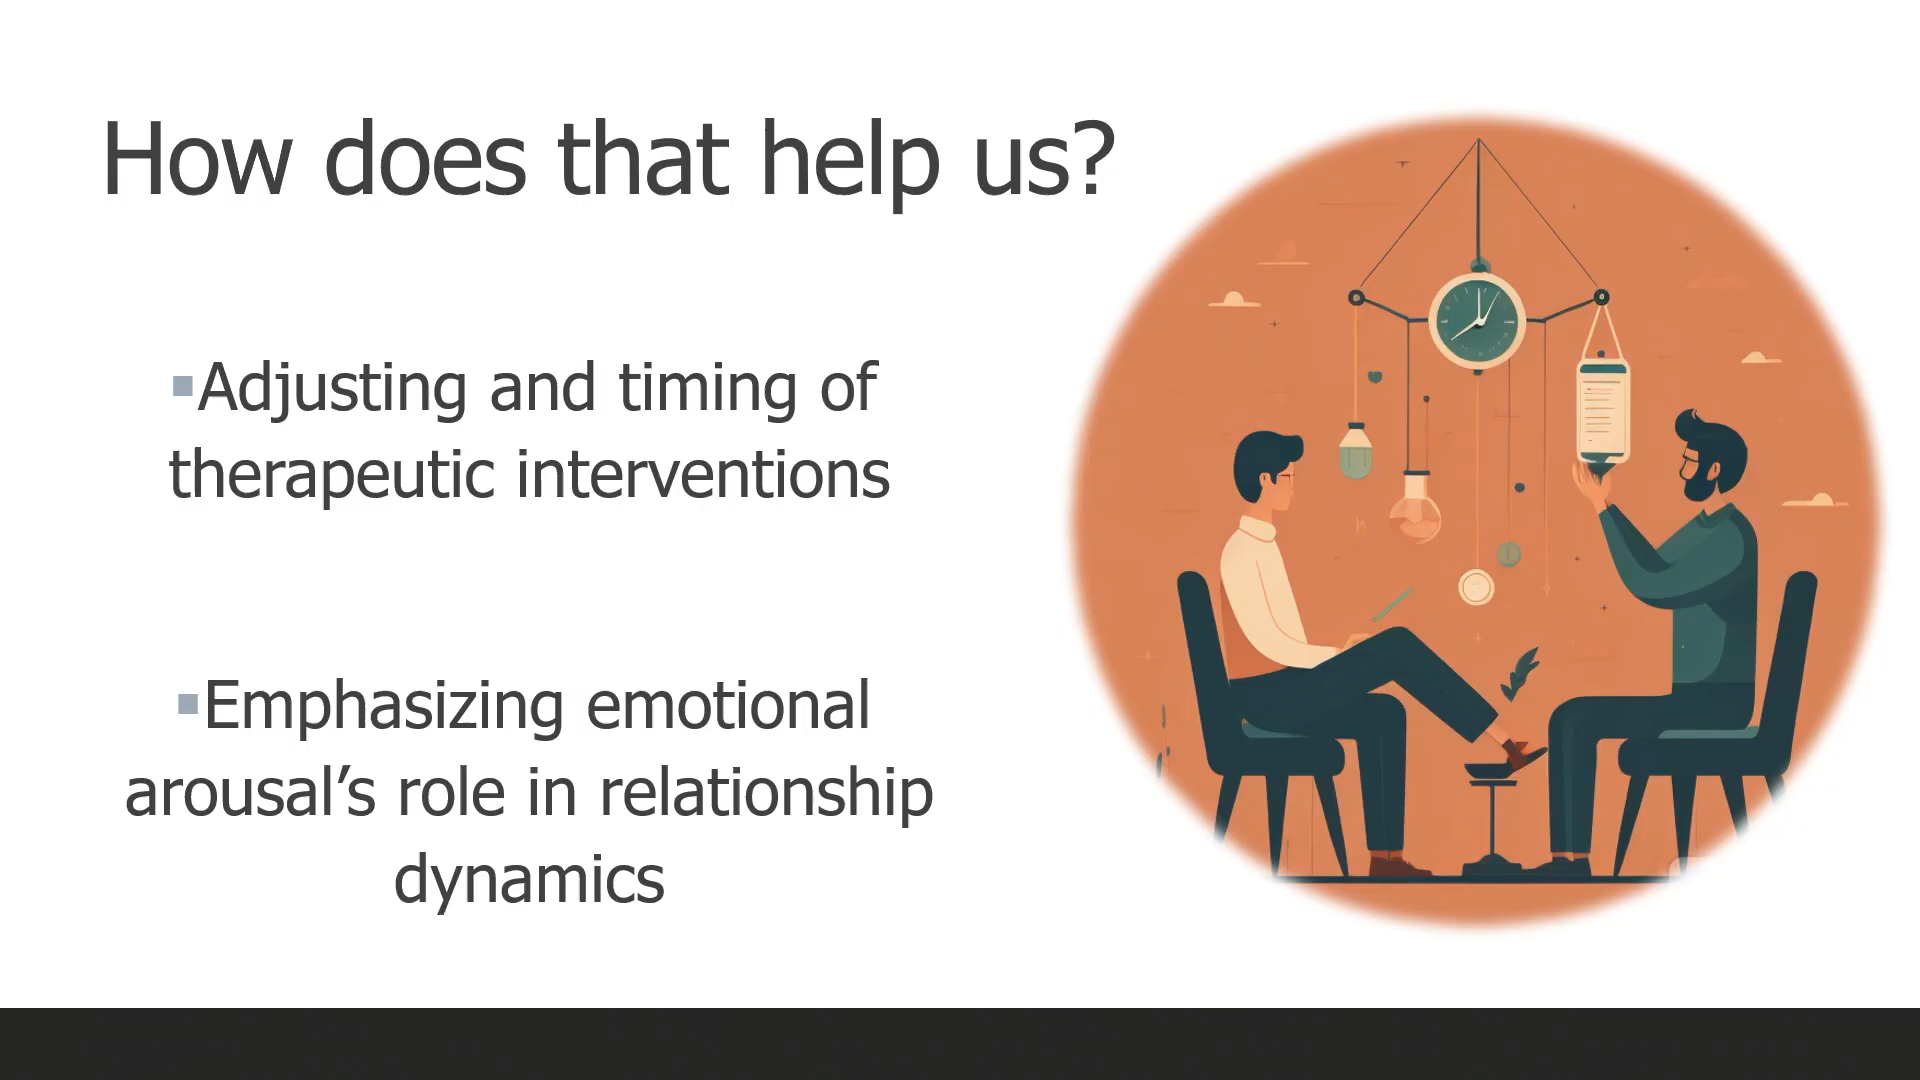 How does that help us?
▪Adjusting and timing of
therapeutic interventions
▪Emphasizing emotional
arousal’s role in relationship
dynamics